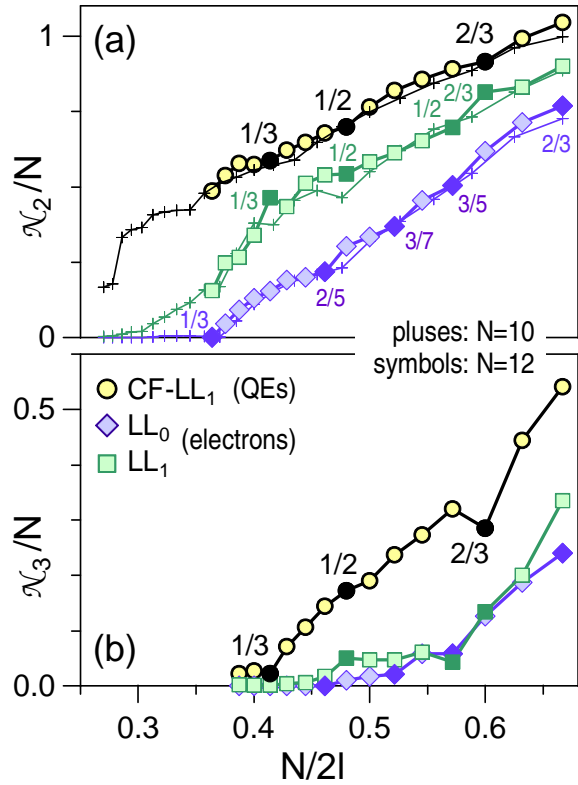 (a)
1
2/3
1/2
1/3
1/2
2/3
1/2
1/3
2/3
3/5
3/7
2/5
1/3
0
𝒩₂/N
pluses: N=10
symbols: N=12
CF-LL₁ (QEs)
LL₀ (electrons)
LL₁
0.5
𝒩₃/N
1/2
2/3
1/3
(b)
0.0
0.3 0.4 0.5 0.6
N/2l